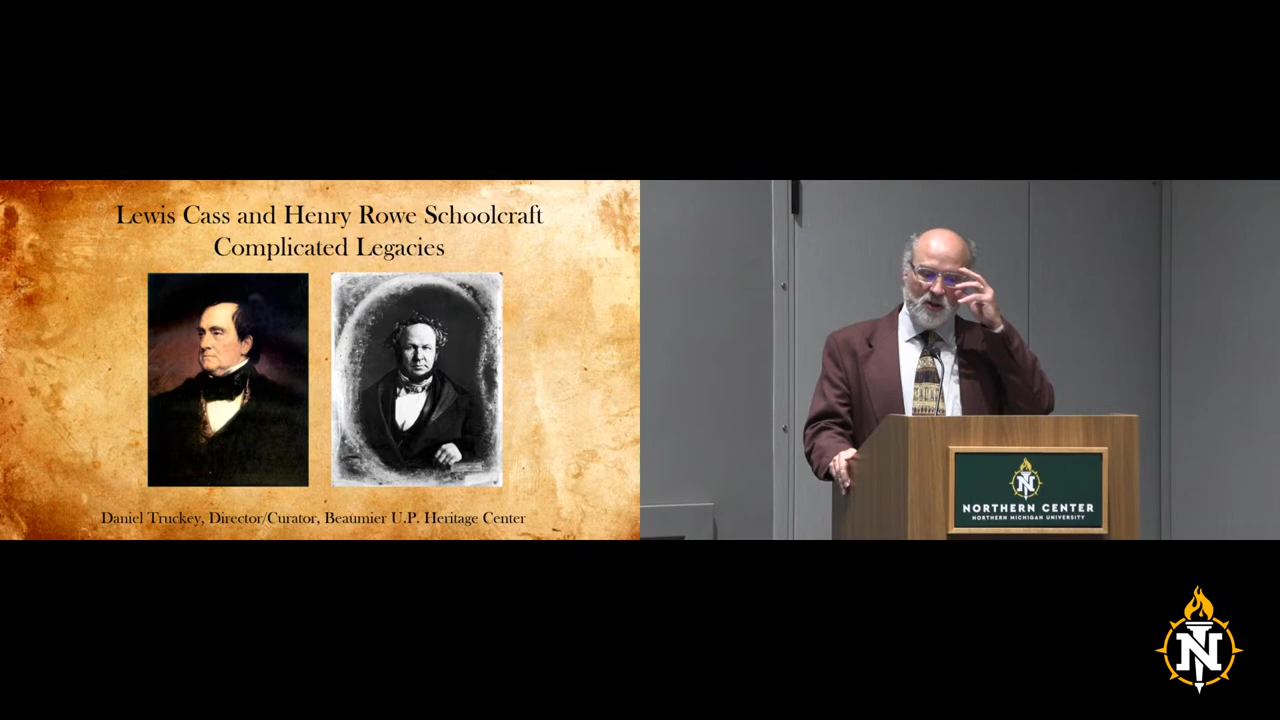 Lewis Cass and Henry Rowe Schoolcraft
Complicated Legacies
Daniel Truckey, Director/Curator, Beaumier U.P. Heritage Center
N
NORTHERN CENTER
NORTHERN MICHIGAN UNIVERSITY
N